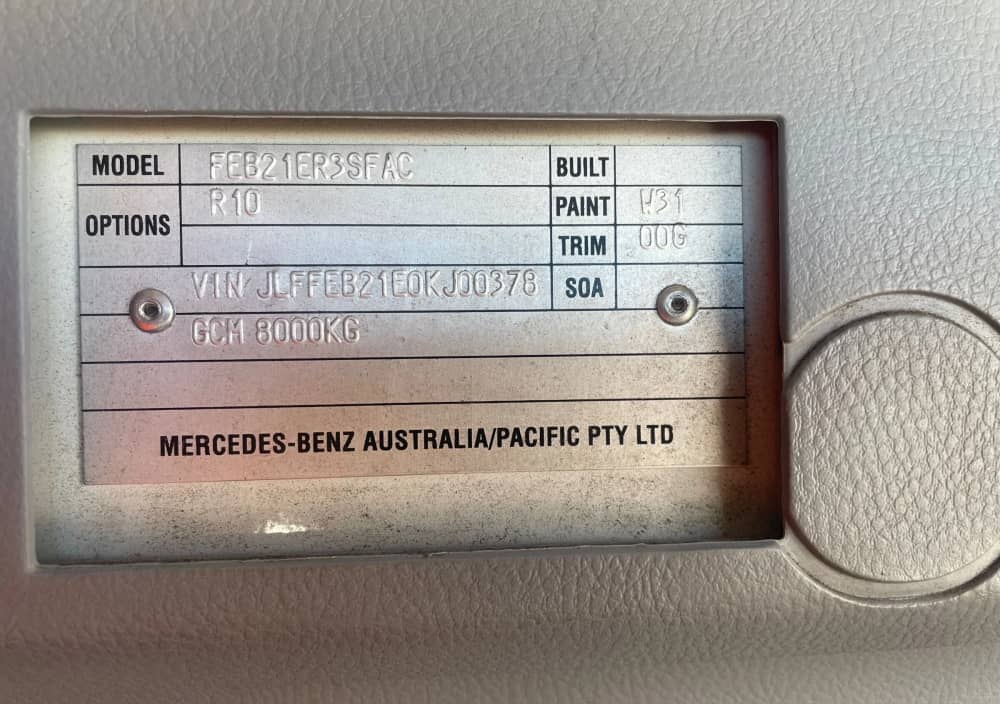 MODEL FEB21ER3SFAC BUILT
OPTIONS R10 PAINT W31
TRIM 00G
VIN JLFFEB21E0KJ00378 SOA
GCM 8000KG
MERCEDES-BENZ AUSTRALIA/PACIFIC PTY LTD